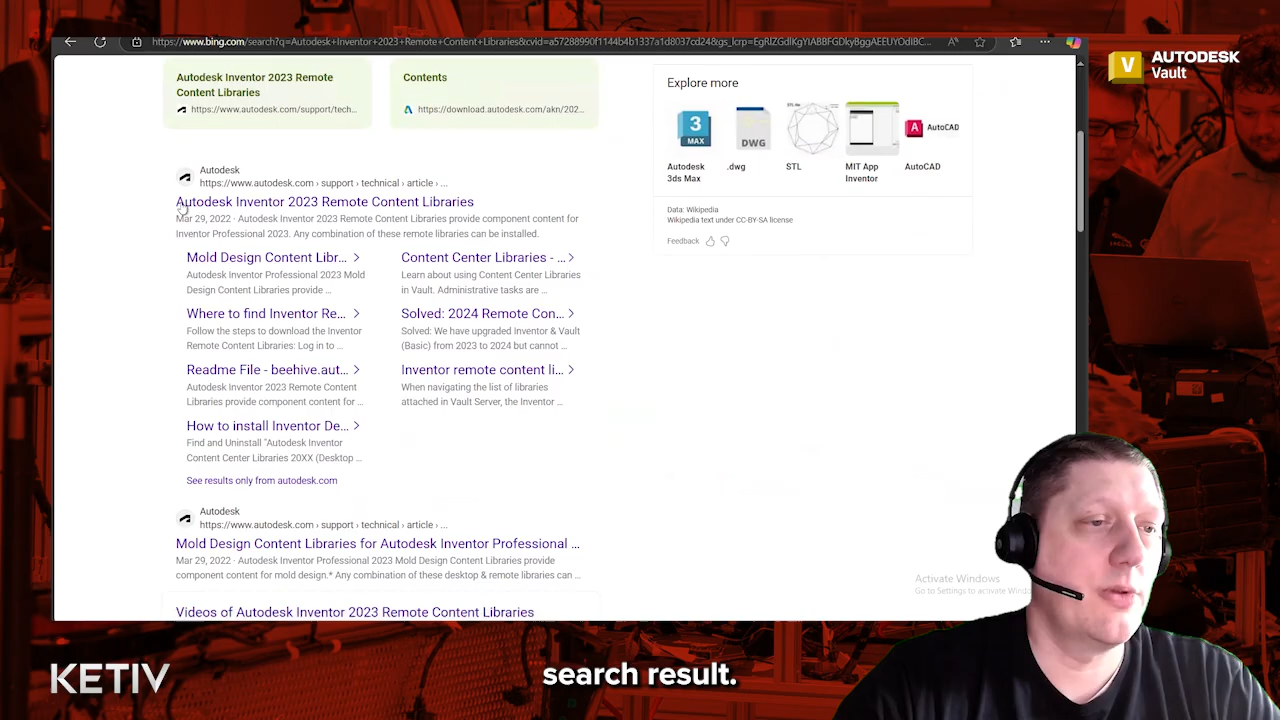 https://www.bing.com/search?q=Autodesk+Inventor+2023+Remote+Content+Libraries
AUTODESK
Vault
Autodesk Inventor 2023 Remote
Content Libraries
https://www.autodesk.com/support/tech...
Contents
https://download.autodesk.com/akn/202...
Explore more
Autodesk
3ds Max
.dwg
STL
MIT App
Inventor
AutoCAD
AutoCAD
3
MAX
DWG
Data: Wikipedia
Wikipedia text under CC-BY-SA license
Feedback
Autodesk
https://www.autodesk.com › support › technical › article › ...
Autodesk Inventor 2023 Remote Content Libraries
Mar 29, 2022 · Autodesk Inventor 2023 Remote Content Libraries provide component content for
Inventor Professional 2023. Any combination of these remote libraries can be installed.
Mold Design Content Libr...
Autodesk Inventor Professional 2023 Mold
Design Content Libraries provide ...
Content Center Libraries - ...
Learn about using Content Center Libraries
in Vault. Administrative tasks are ...
Where to find Inventor Re...
Follow the steps to download the Inventor
Remote Content Libraries: Log in to ...
Solved: 2024 Remote Con...
Solved: We have upgraded Inventor & Vault
(Basic) from 2023 to 2024 but cannot ...
Readme File - beehive.aut...
Autodesk Inventor 2023 Remote Content
Libraries provide component content for ...
Inventor remote content li...
When navigating the list of libraries
attached in Vault Server, the Inventor ...
How to install Inventor De...
Find and Uninstall "Autodesk Inventor
Content Center Libraries 20XX (Desktop ...
See results only from autodesk.com
Autodesk
https://www.autodesk.com › support › technical › article › ...
Mold Design Content Libraries for Autodesk Inventor Professional ...
Mar 29, 2022 · Autodesk Inventor Professional 2023 Mold Design Content Libraries provide
component content for mold design.* Any combination of these desktop & remote libraries can ...
Videos of Autodesk Inventor 2023 Remote Content Libraries
Activate Windows
Go to Settings to activate
KETIV
search result.